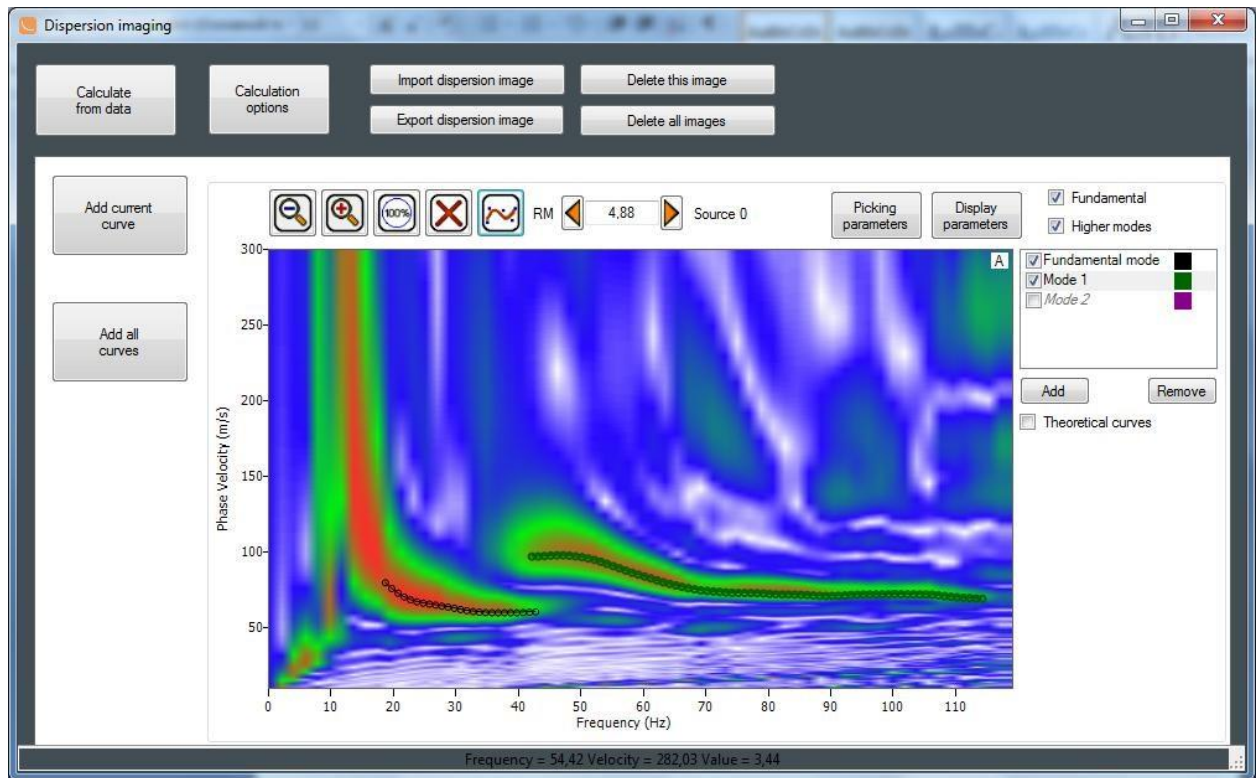 Dispersion imaging
Calculate
from data
Calculation
options
Import dispersion image
Delete this image
Export dispersion image
Delete all images
Add current
curve
Add all
curves
100%
RM
4,88
Source 0
Picking
parameters
Display
parameters
Fundamental
Higher modes
Fundamental mode
Mode 1
Mode 2
Add
Remove
Theoretical curves
A
300
250
200
150
100
50
Phase Velocity (m/s)
0 10 20 30 40 50 60 70 80 90 100 110
Frequency (Hz)
Frequency = 54,42 Velocity = 282,03 Value = 3,44